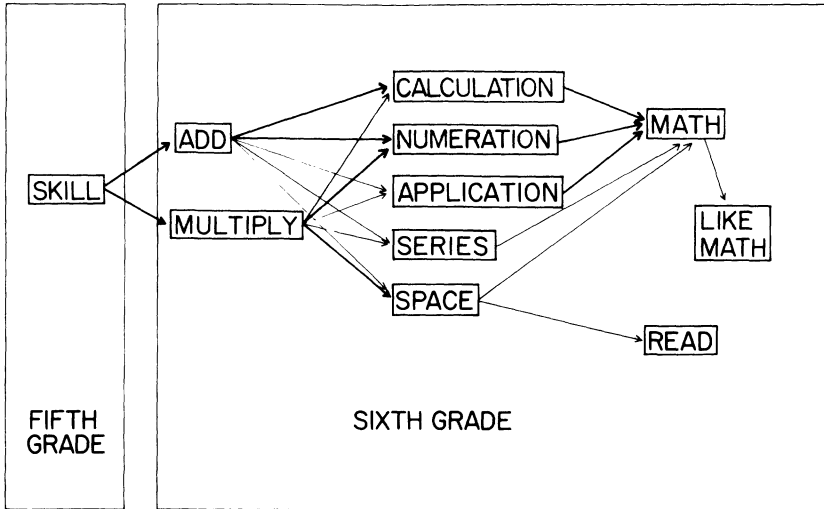 SKILL
ADD
MULTIPLY
CALCULATION
NUMERATION
APPLICATION
SERIES
SPACE
MATH
LIKE
MATH
READ
FIFTH
GRADE
SIXTH GRADE